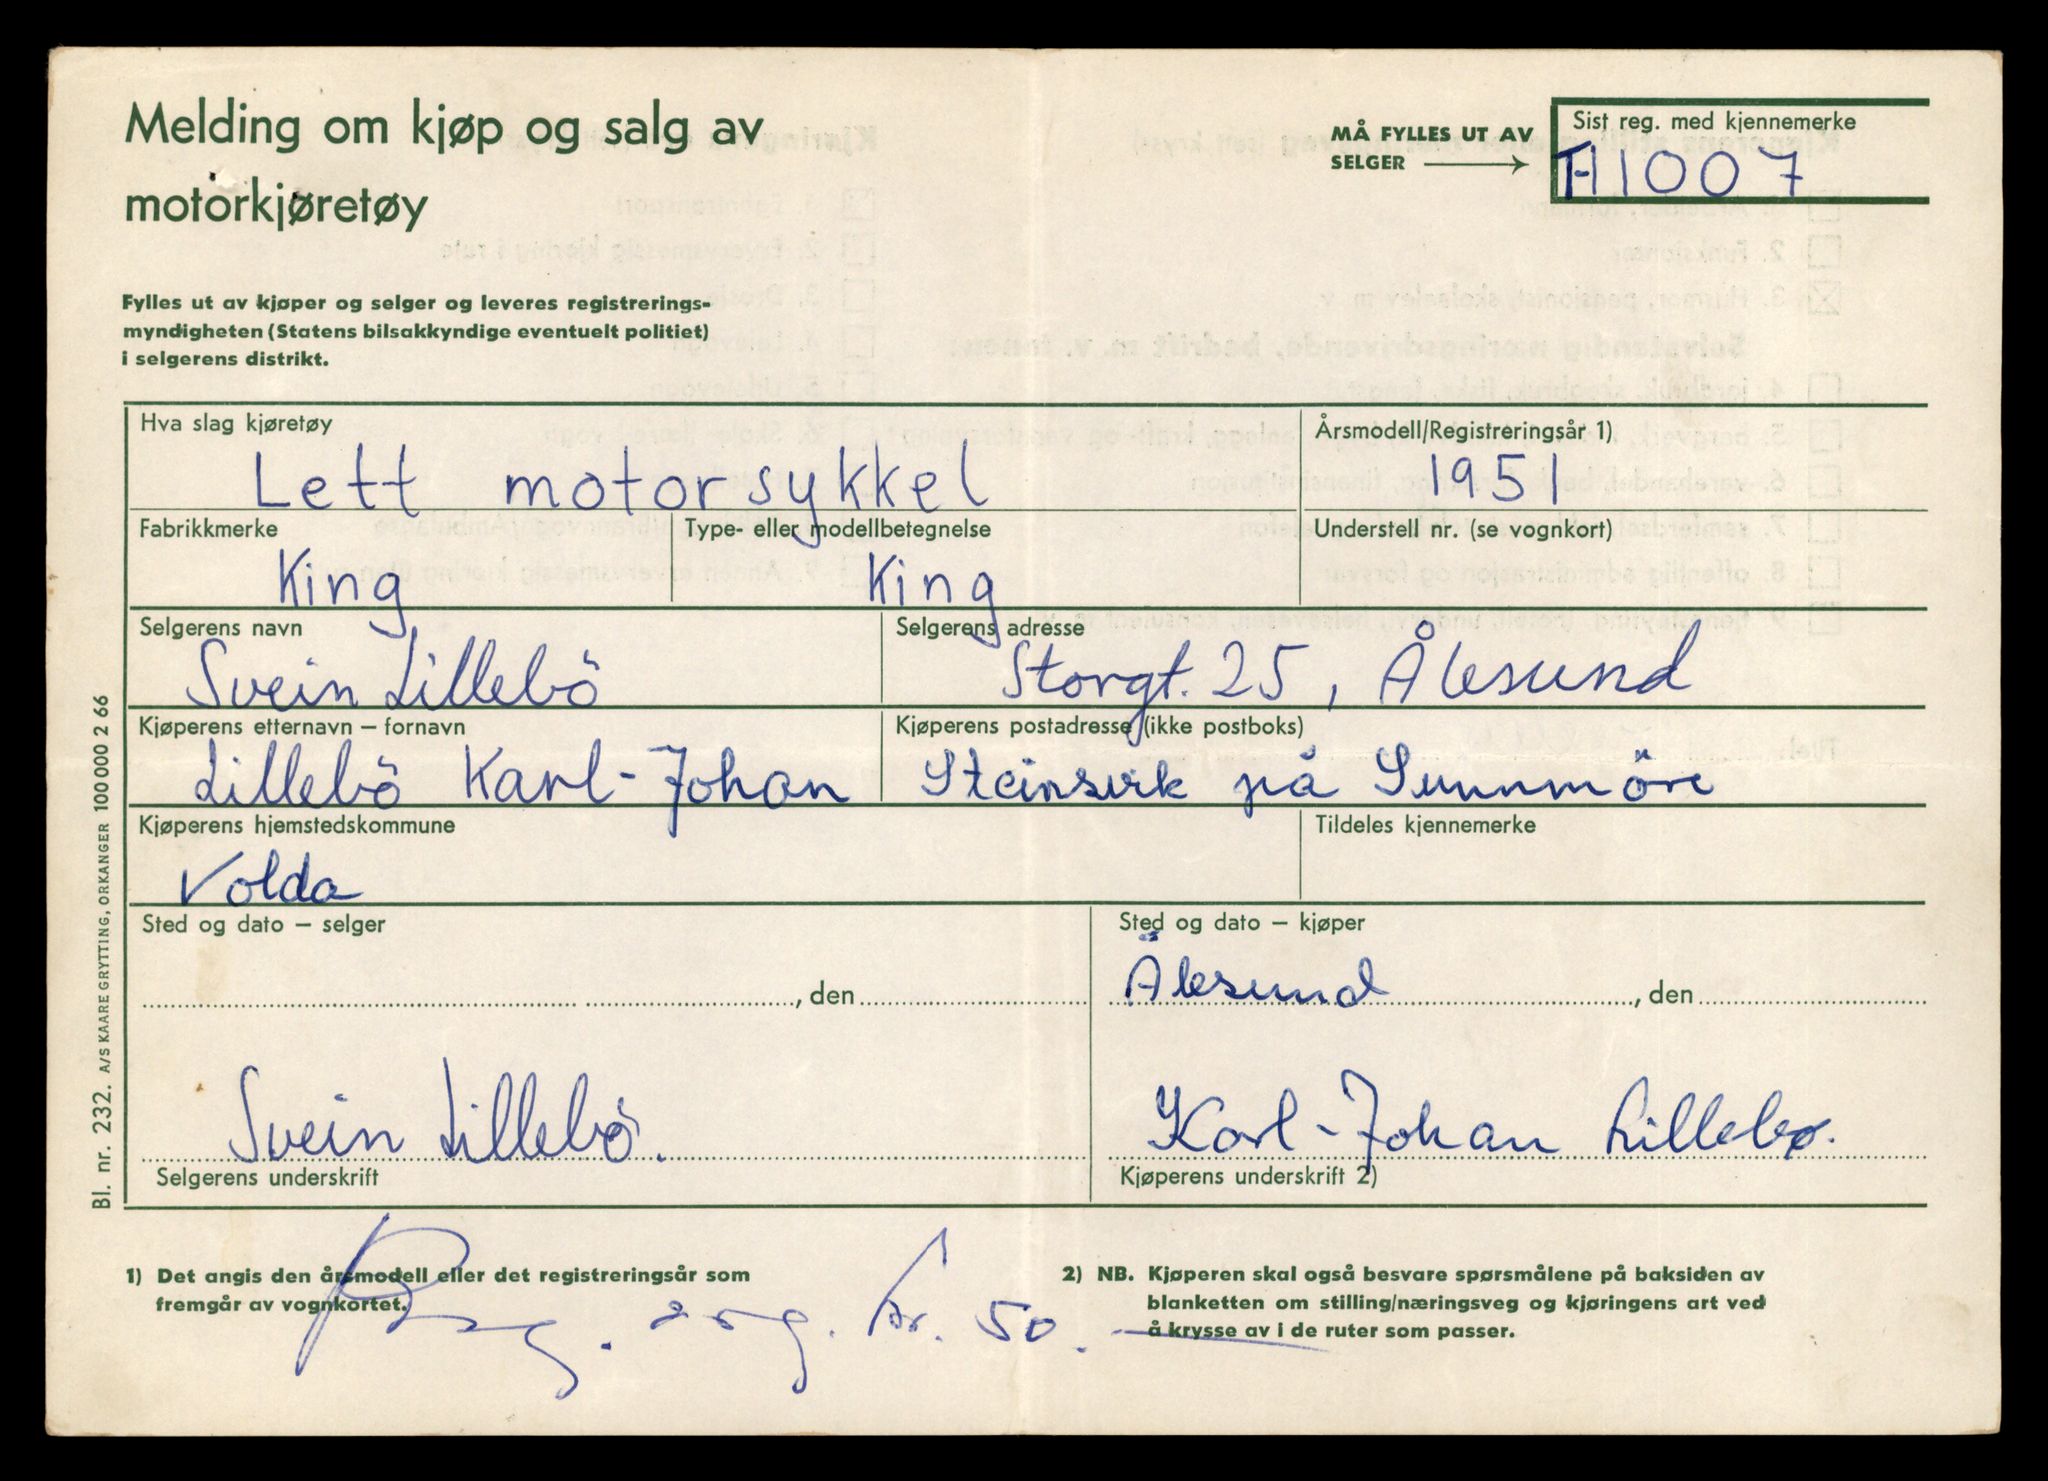 Melding om kjøp og salg av
motorkjøretøy
MÅ FYLLES UT AV
SELGER
Sist reg. med kjennemerke
1007
Fylles ut av kjøper og selger og leveres registrerings-
myndigheten (Statens bilsakkyndige eventuelt politiet)
i selgerens distrikt.
Hva slag kjøretøy
Lett motorsykkel
Årsmodell/Registreringsår 1)
1951
Fabrikkmerke
King
Type- eller modellbetegnelse
King
Understell nr. (se vognkort)
Selgerens navn
Svein Lillebö
Selgerens adresse
Storgt. 25, Ålesund
Kjøperens etternavn – fornavn
Lillebö Karl-Johan
Kjøperens postadresse (ikke postboks)
Steinsvik på Sunnmöre
Kjøperens hjemstedskommune
Volda
Tildeles kjennemerke
Sted og dato – selger
, den
Sted og dato – kjøper
Ålesund , den
Svein Lillebö.
Selgerens underskrift
Karl-Johan Lillebø.
Kjøperens underskrift 2)
1) Det angis den årsmodell eller det registreringsår som
fremgår av vognkortet.
2) NB. Kjøperen skal også besvare spørsmålene på baksiden av
blanketten om stilling/næringsveg og kjøringens art ved
å krysse av i de ruter som passer.
kr. 50.-
Bl. nr. 232. A/S KAARE GRYTTING, ORKANGER 100 000 2 66